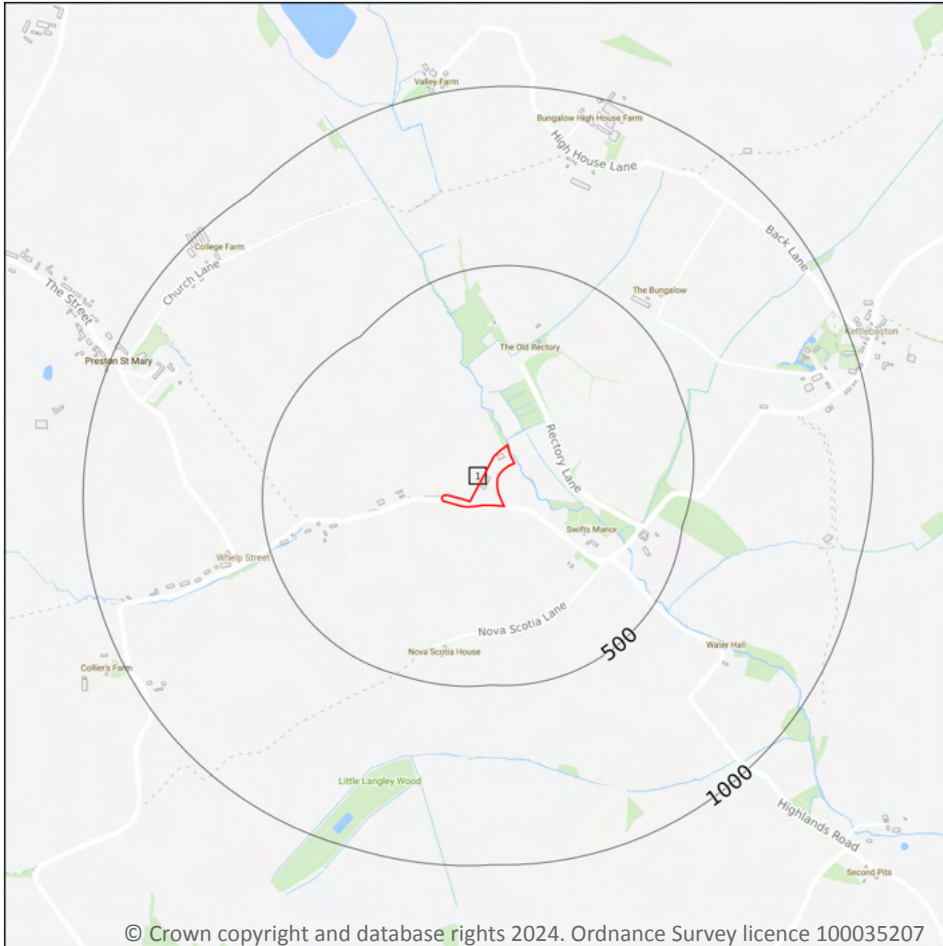 Valley Farm
Bungalow High House Farm
High House Lane
College Farm
Church Lane
Back Lane
The Street
The Bungalow
Kettlebaston
Preston St Mary
The Old Rectory
Rectory Lane
1
Swifts Manor
Whelp Street
Nova Scotia Lane
500
Nova Scotia House
Water Hall
Collier's Farm
Little Langley Wood
1000
Highlands Road
Second Pits
© Crown copyright and database rights 2024. Ordnance Survey licence 100035207